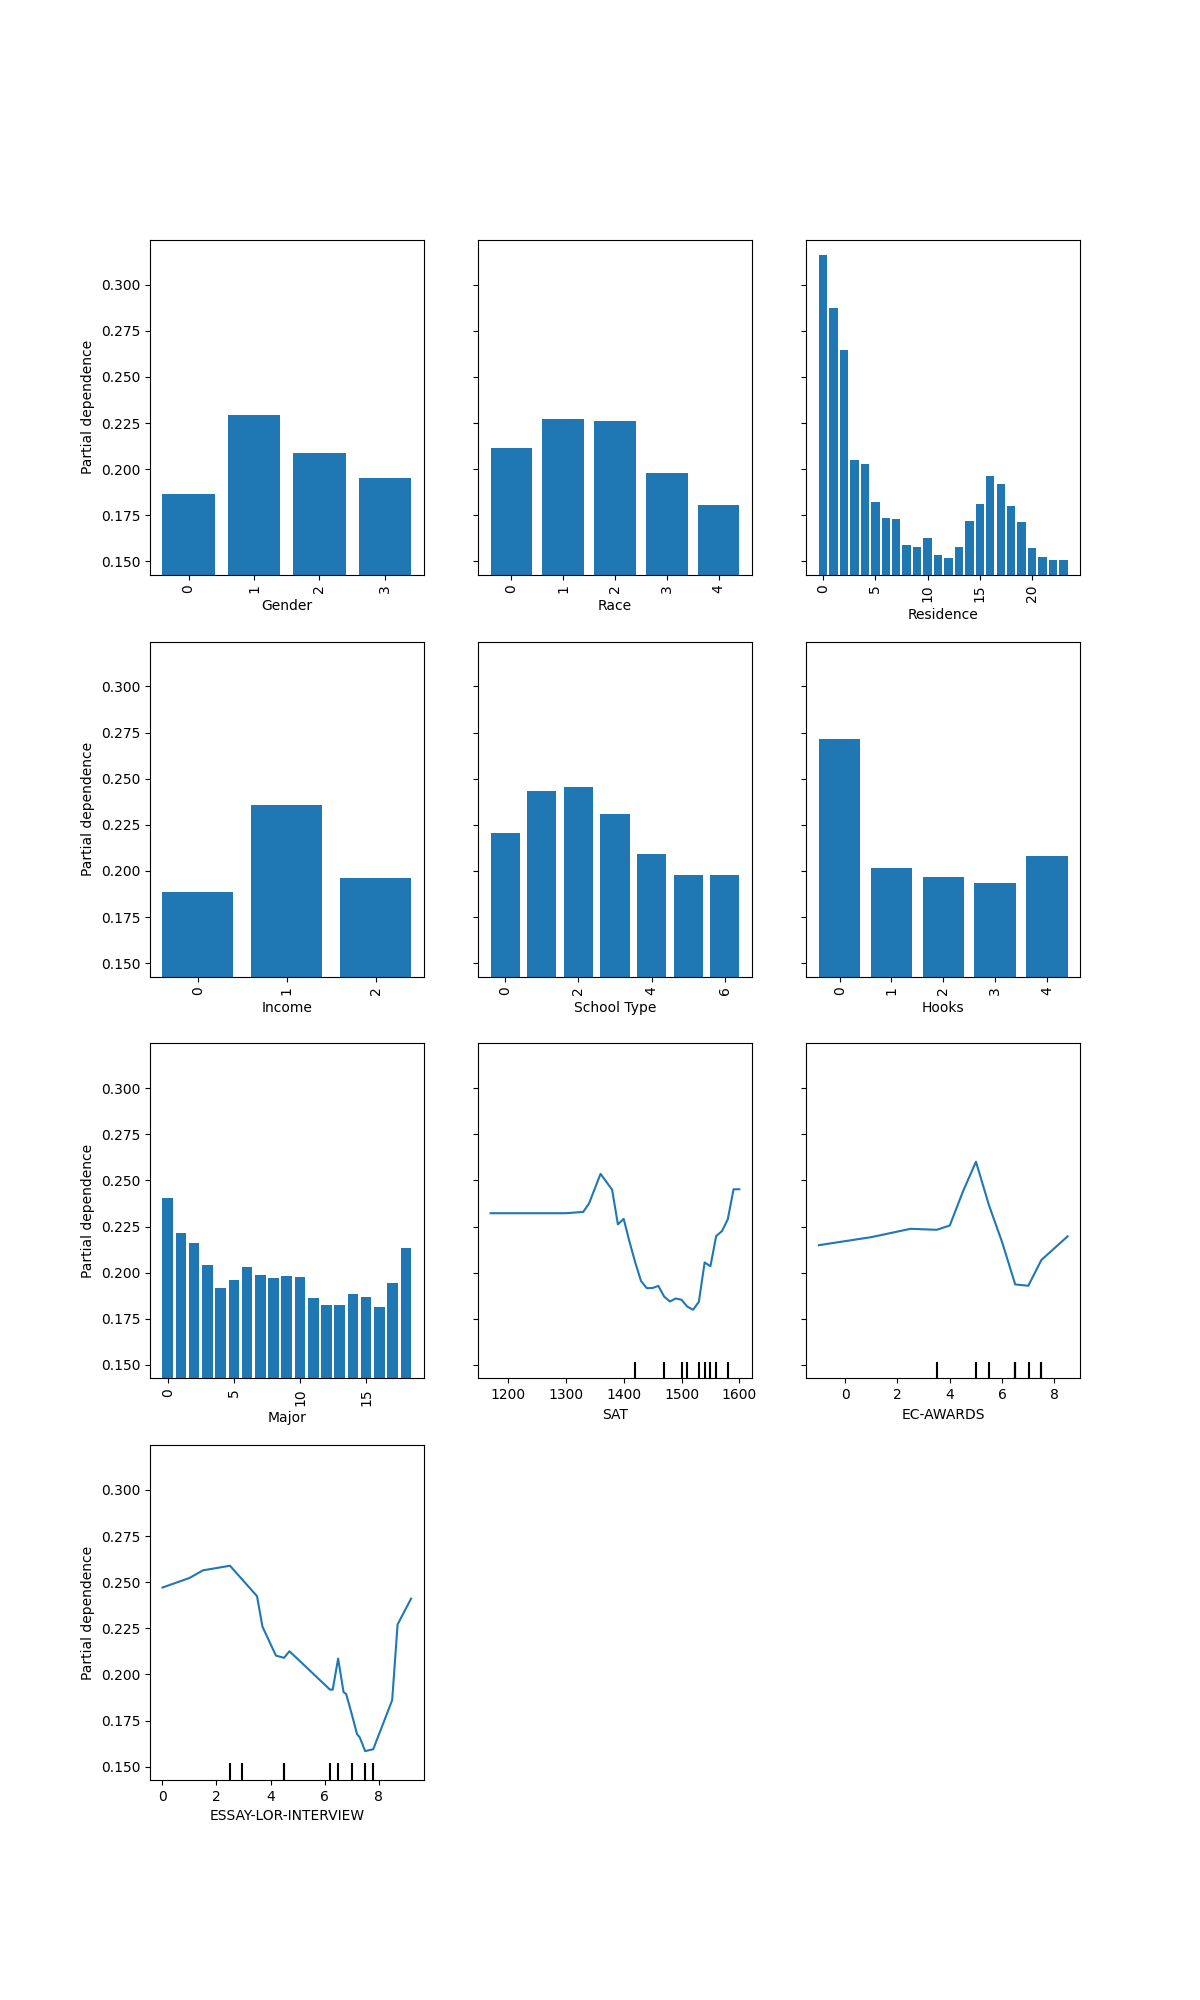 Partial dependence
0.300
0.275
0.250
0.225
0.200
0.175
0.150
0 1 2 3
Gender
0 1 2 3 4
Race
0 5 10 15 20
Residence
Partial dependence
0.300
0.275
0.250
0.225
0.200
0.175
0.150
0 1 2
Income
0 2 4 6
School Type
0 1 2 3 4
Hooks
Partial dependence
0.300
0.275
0.250
0.225
0.200
0.175
0.150
0 5 10 15
Major
1200 1300 1400 1500 1600
SAT
0 2 4 6 8
EC-AWARDS
Partial dependence
0.300
0.275
0.250
0.225
0.200
0.175
0.150
0 2 4 6 8
ESSAY-LOR-INTERVIEW